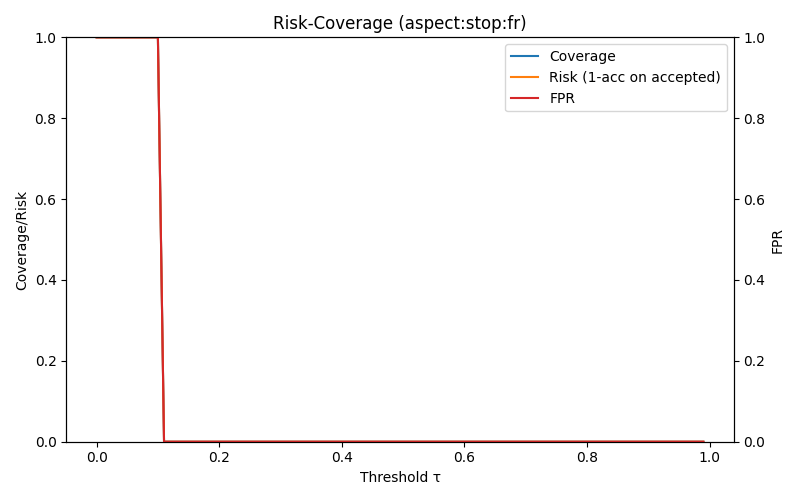 Risk-Coverage (aspect:stop:fr)
Coverage
Risk (1-acc on accepted)
FPR
1.0
0.8
0.6
0.4
0.2
0.0
Coverage/Risk
1.0
0.8
0.6
0.4
0.2
0.0
FPR
0.0 0.2 0.4 0.6 0.8 1.0
Threshold τ